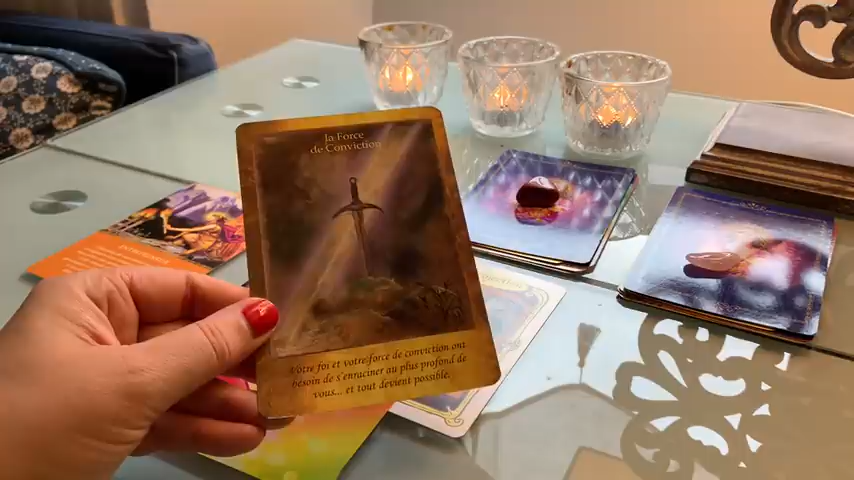 la Force
de Conviction
Votre foi et votre force de conviction ont
besoin de s'enraciner au plus profond de
vous... et tout devient possible.